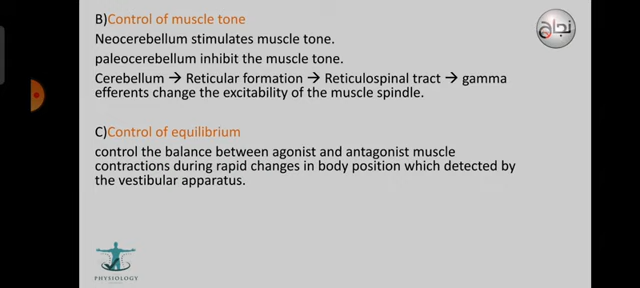 B)Control of muscle tone
Neocerebellum stimulates muscle tone.
paleocerebellum inhibit the muscle tone.
Cerebellum → Reticular formation → Reticulospinal tract → gamma
efferents change the excitability of the muscle spindle.
C)Control of equilibrium
control the balance between agonist and antagonist muscle
contractions during rapid changes in body position which detected by
the vestibular apparatus.
نجاح
PHYSIOLOGY